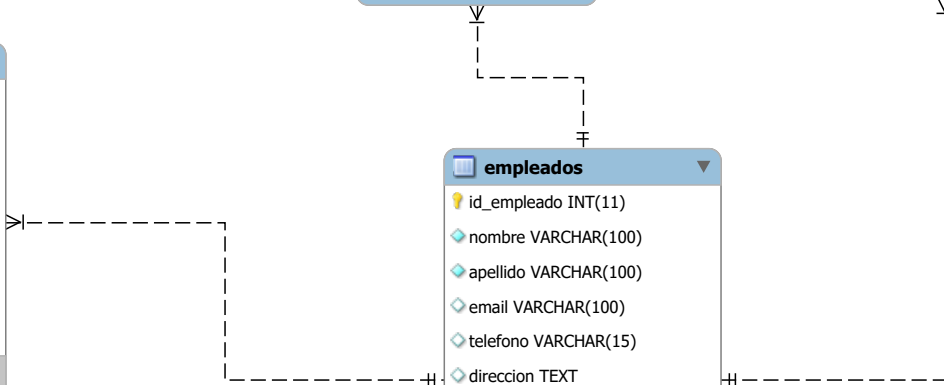 empleados
id_empleado INT(11)
nombre VARCHAR(100)
apellido VARCHAR(100)
email VARCHAR(100)
telefono VARCHAR(15)
direccion TEXT